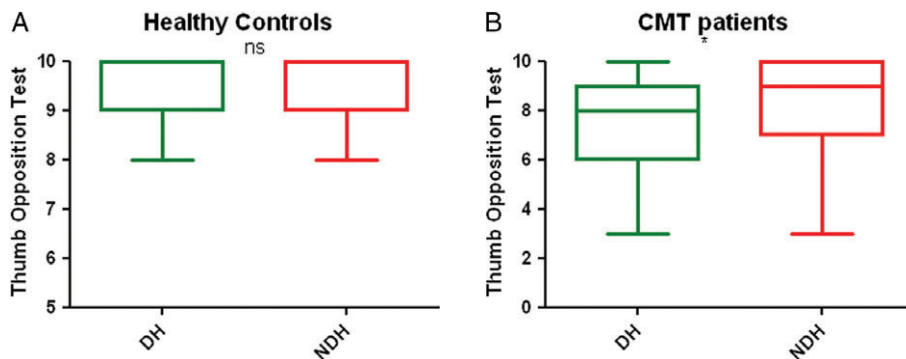 A
Healthy Controls
ns
Thumb Opposition Test
10
9
8
7
6
5
DH
NDH
B
CMT patients
*
Thumb Opposition Test
10
8
6
4
2
0
DH
NDH